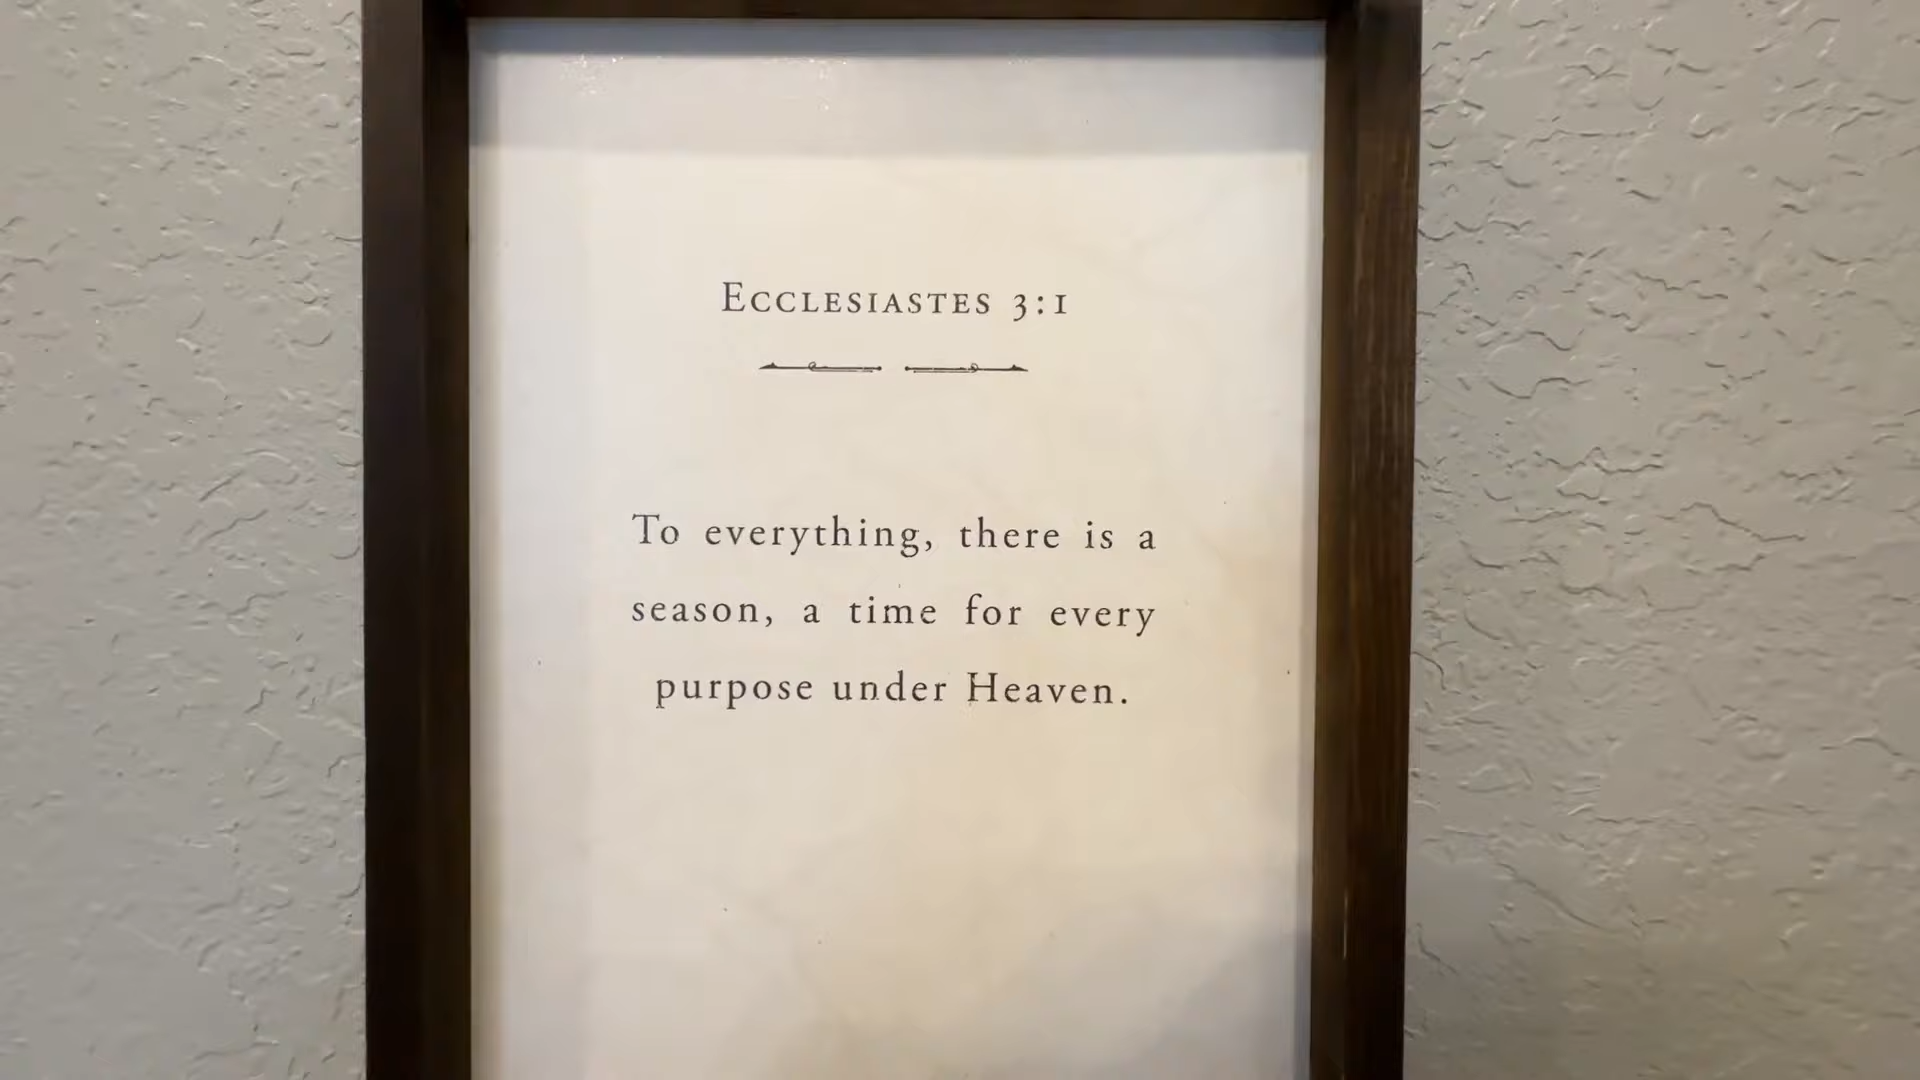 Ecclesiastes 3:1
To everything, there is a
season, a time for every
purpose under Heaven.